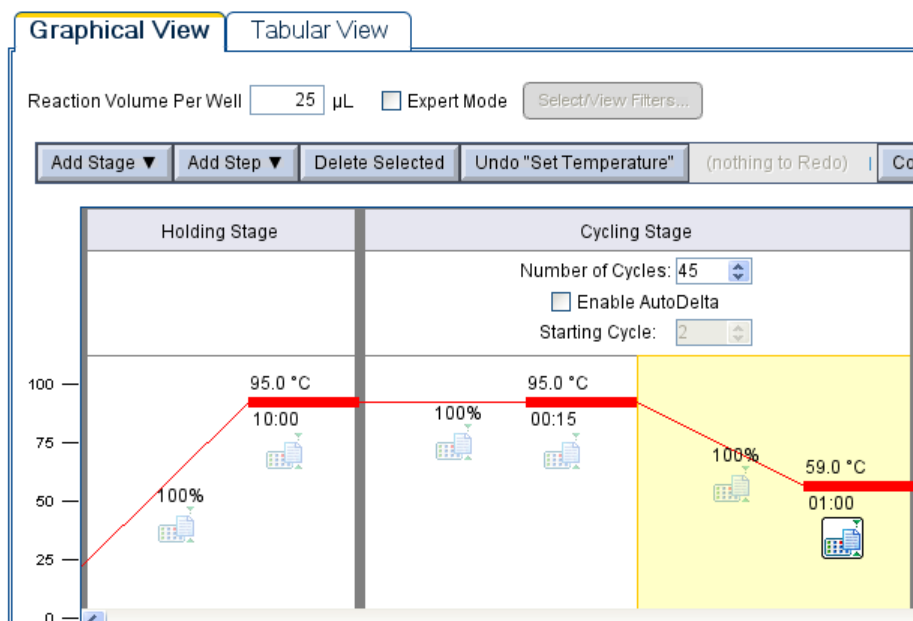 Graphical View Tabular View
Reaction Volume Per Well 25 µL Expert Mode Select/View Filters...
Add Stage ▼ Add Step ▼ Delete Selected Undo "Set Temperature" (nothing to Redo) Co
Holding Stage Cycling Stage
Number of Cycles: 45
Enable AutoDelta
Starting Cycle: 2
100 95.0 °C 95.0 °C
10:00 100% 00:15
75
100% 59.0 °C
50 100% 01:00
25
0